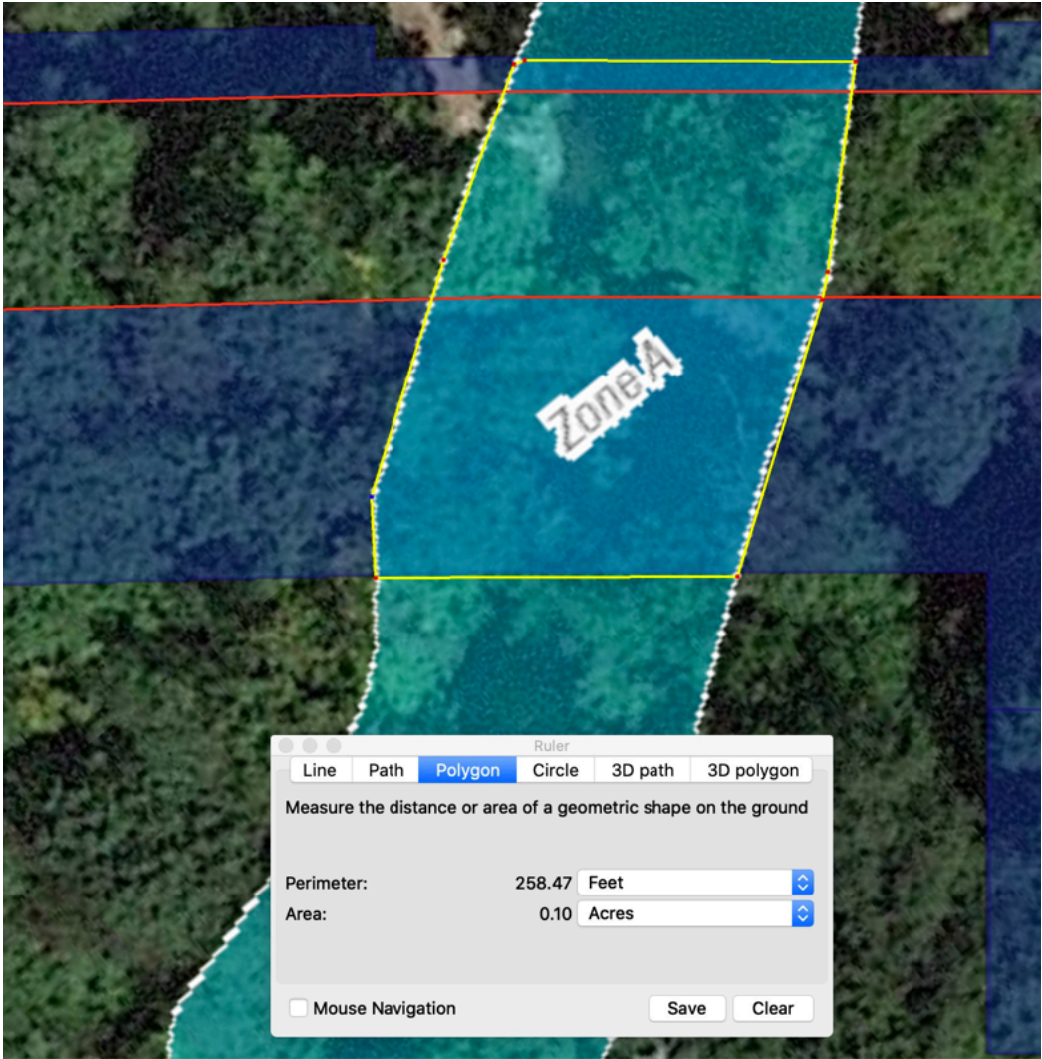 Zone A
Ruler
Line Path Polygon Circle 3D path 3D polygon
Measure the distance or area of a geometric shape on the ground
Perimeter: 258.47 Feet
Area: 0.10 Acres
Mouse Navigation Save Clear